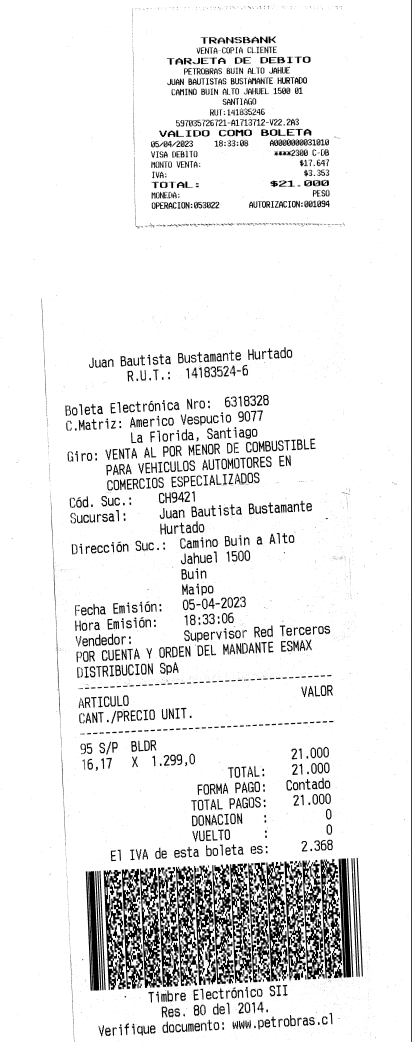 TRANSBANK
VENTA-COPIA CLIENTE
TARJETA DE DEBITO
PETROBRAS BUIN ALTO JAHUE
JUAN BAUTISTAS BUSTAMANTE HURTADO
CAMINO BUIN ALTO JAHUEL 1500 01
SANTIAGO
RUT:141835246
597035726721-A1713712-V22.2A3
VALIDO COMO BOLETA
05/04/2023 18:33:08 A0000000031010
VISA DEBITO ****2300 C-DB
MONTO VENTA: $17.647
IVA: $3.353
TOTAL: $21.000
MONEDA: PESO
OPERACION:053022 AUTORIZACION:001094
Juan Bautista Bustamante Hurtado
R.U.T.: 14183524-6
Boleta Electrónica Nro: 6318328
C.Matriz: Americo Vespucio 9077
La Florida, Santiago
Giro: VENTA AL POR MENOR DE COMBUSTIBLE
PARA VEHICULOS AUTOMOTORES EN
COMERCIOS ESPECIALIZADOS
Cód. Suc.: CH9421
Sucursal: Juan Bautista Bustamante
Hurtado
Dirección Suc.: Camino Buin a Alto
Jahuel 1500
Buin
Maipo
Fecha Emisión: 05-04-2023
Hora Emisión: 18:33:06
Vendedor: Supervisor Red Terceros
POR CUENTA Y ORDEN DEL MANDANTE ESMAX
DISTRIBUCION SpA
ARTICULO VALOR
CANT./PRECIO UNIT.
95 S/P BLDR
16,17 X 1.299,0 21.000
TOTAL: 21.000
FORMA PAGO: Contado
TOTAL PAGOS: 21.000
DONACION : 0
VUELTO : 0
El IVA de esta boleta es: 2.368
Timbre Electrónico SII
Res. 80 del 2014.
Verifique documento: www.petrobras.cl